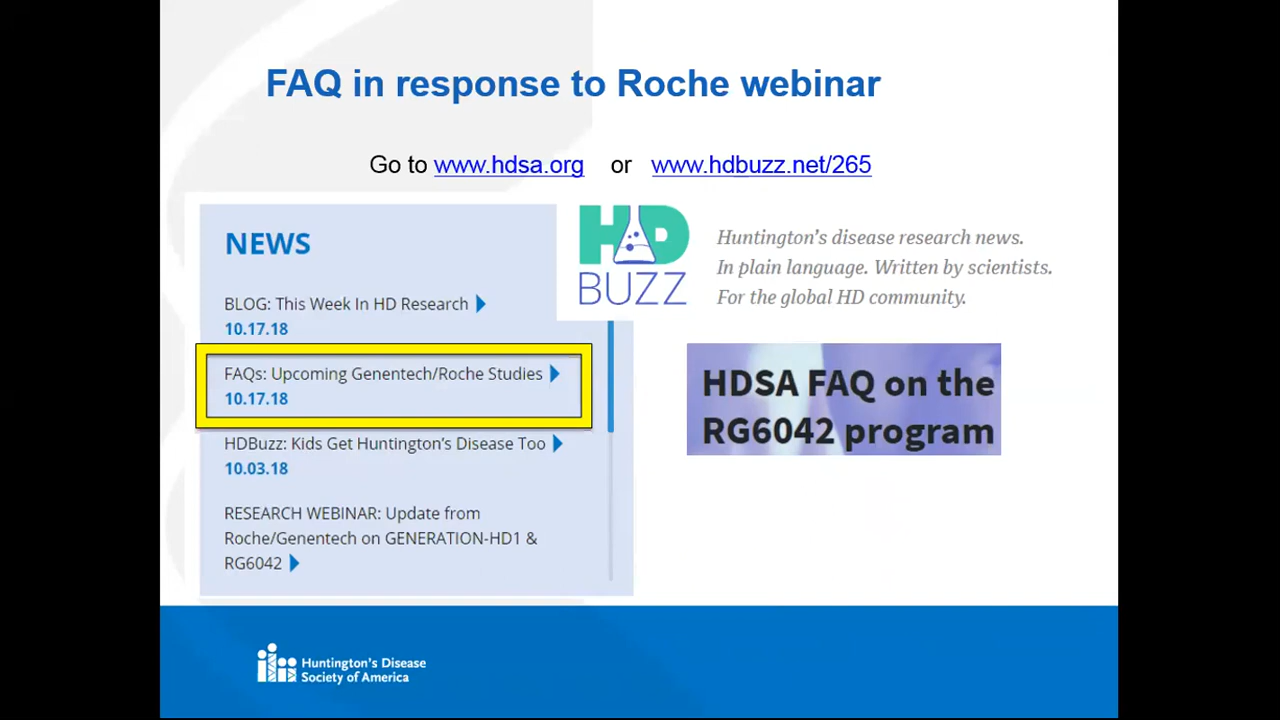 FAQ in response to Roche webinar
Go to www.hdsa.org or www.hdbuzz.net/265
NEWS
BLOG: This Week In HD Research
10.17.18
FAQs: Upcoming Genentech/Roche Studies
10.17.18
HDBuzz: Kids Get Huntington's Disease Too
10.03.18
RESEARCH WEBINAR: Update from
Roche/Genentech on GENERATION-HD1 &
RG6042
HD
BUZZ
Huntington's disease research news.
In plain language. Written by scientists.
For the global HD community.
HDSA FAQ on the
RG6042 program
Huntington's Disease
Society of America